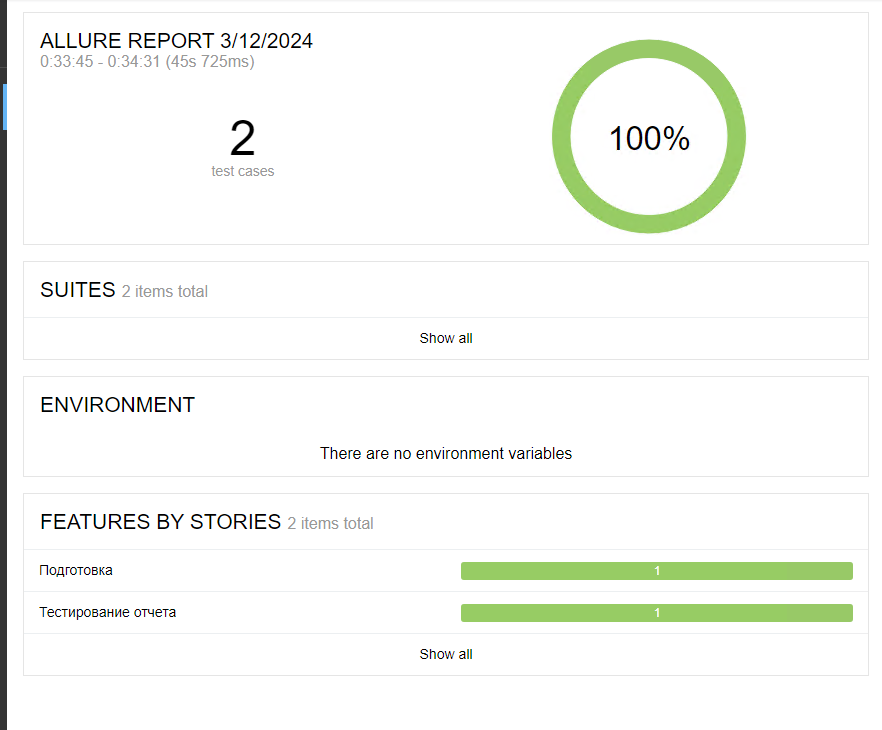 ALLURE REPORT 3/12/2024
0:33:45 - 0:34:31 (45s 725ms)
2
test cases
100%
SUITES 2 items total
Show all
ENVIRONMENT
There are no environment variables
FEATURES BY STORIES 2 items total
Подготовка 1
Тестирование отчета 1
Show all